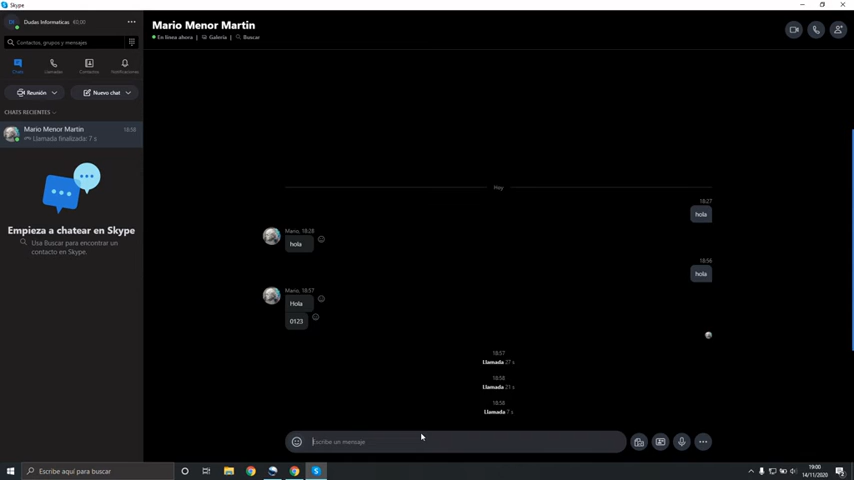 Skype
DI
Dudas Informaticas €0,00
Contactos, grupos y mensajes
Chats
Llamadas
Contactos
Notificaciones
Reunión
Nuevo chat
CHATS RECIENTES
Mario Menor Martin 18:58
Llamada finalizada: 7 s
Empieza a chatear en Skype
Usa Buscar para encontrar un
contacto en Skype.
Mario Menor Martin
En línea ahora | Galería | Buscar
Hoy
18:27
hola
Mario, 18:28
hola
18:56
hola
Mario, 18:57
Hola
0123
18:57
Llamada 27 s
18:58
Llamada 21 s
18:58
Llamada 7 s
Escribe un mensaje
Escribe aquí para buscar
19:00
14/11/2020